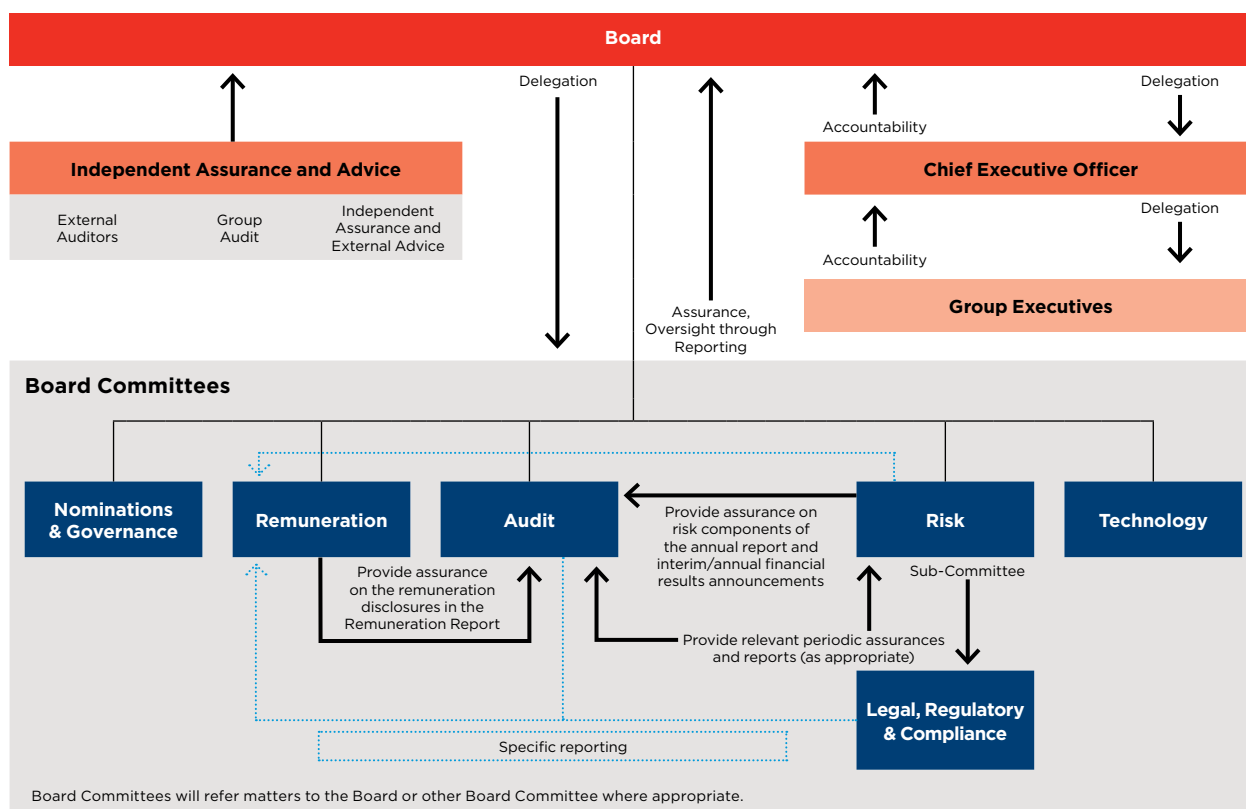 Board
Delegation
Delegation
Accountability
Independent Assurance and Advice
Chief Executive Officer
External
Auditors
Group
Audit
Independent
Assurance and
External Advice
Delegation
Accountability
Group Executives
Assurance,
Oversight through
Reporting
Board Committees
Nominations
& Governance
Remuneration
Audit
Provide assurance on
risk components of
the annual report and
interim/annual financial
results announcements
Risk
Technology
Provide assurance
on the remuneration
disclosures in the
Remuneration Report
Sub-Committee
Provide relevant periodic assurances
and reports (as appropriate)
Legal, Regulatory
& Compliance
Specific reporting
Board Committees will refer matters to the Board or other Board Committee where appropriate.